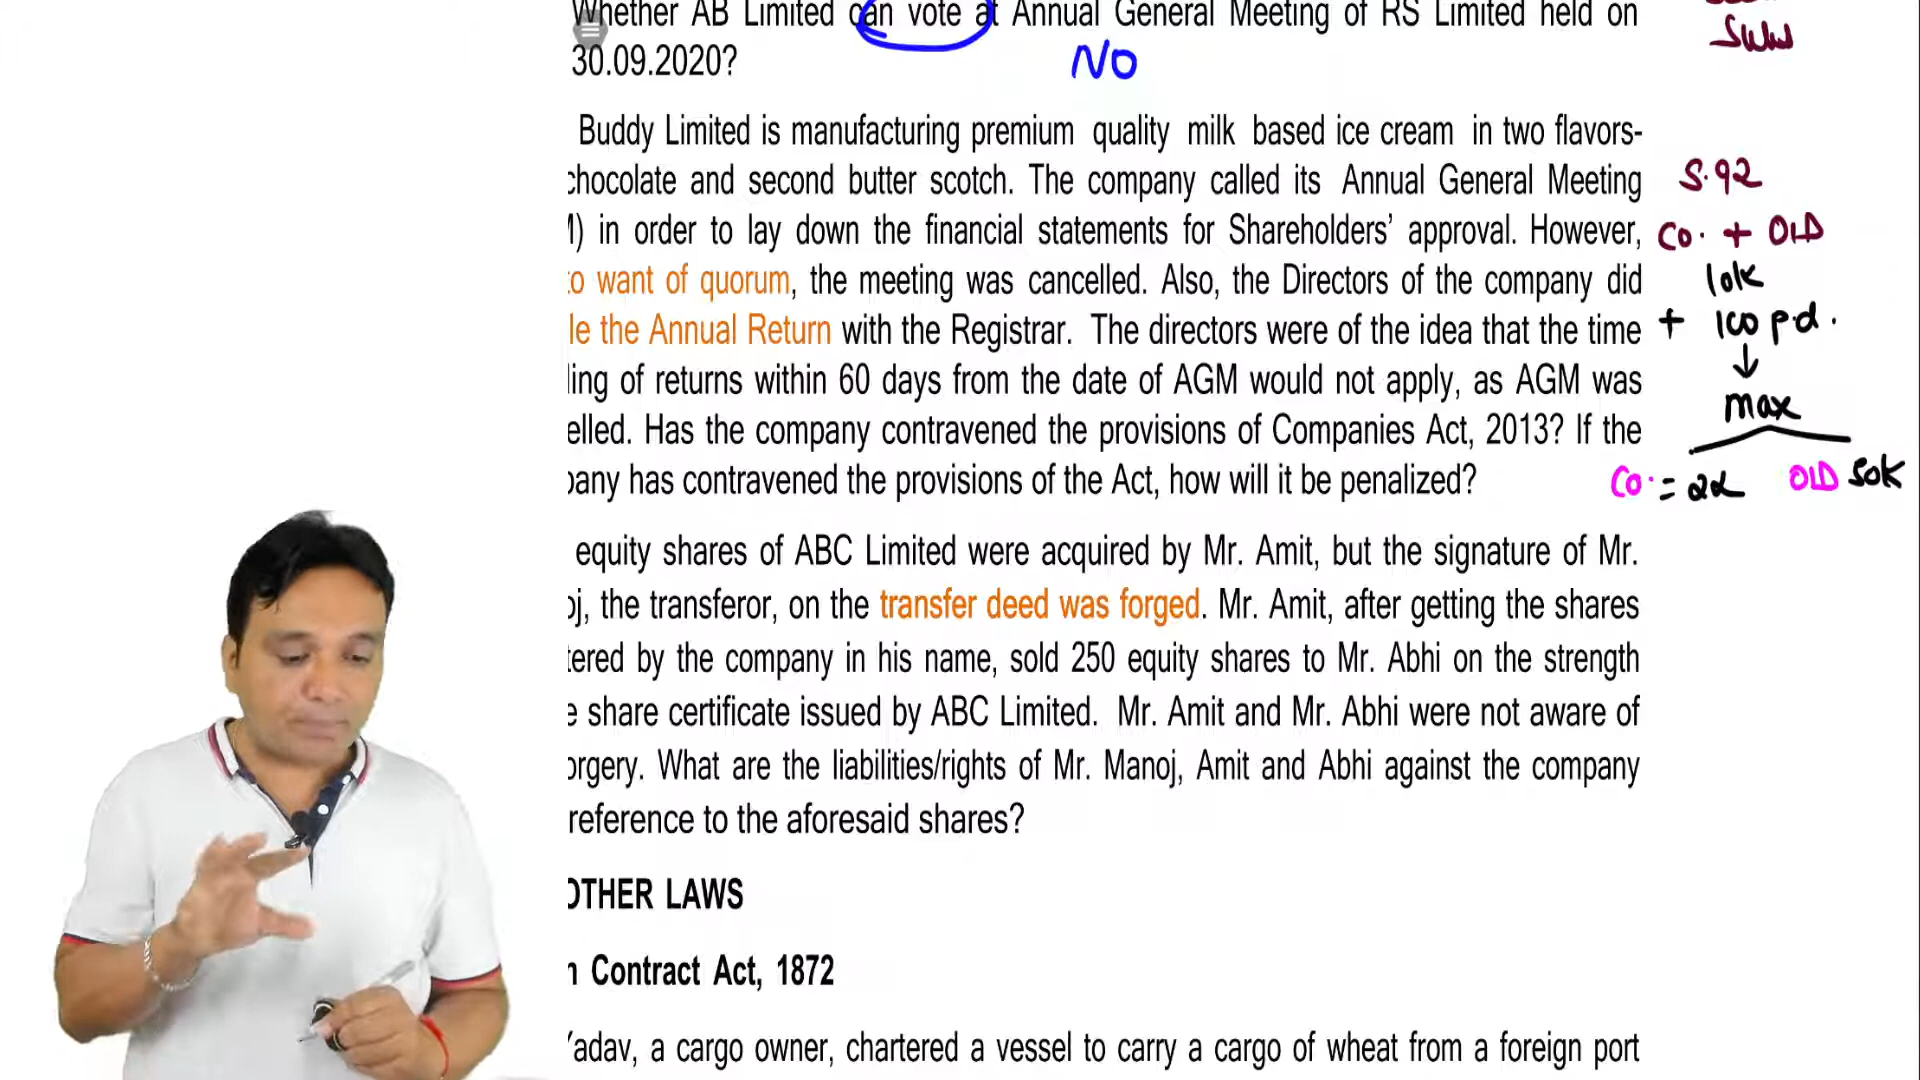 Whether AB Limited can vote at Annual General Meeting of RS Limited held on
30.09.2020?
NO
Buddy Limited is manufacturing premium quality milk based ice cream in two flavors-
chocolate and second butter scotch. The company called its Annual General Meeting
M) in order to lay down the financial statements for Shareholders’ approval. However,
to want of quorum, the meeting was cancelled. Also, the Directors of the company did
le the Annual Return with the Registrar. The directors were of the idea that the time
ling of returns within 60 days from the date of AGM would not apply, as AGM was
elled. Has the company contravened the provisions of Companies Act, 2013? If the
pany has contravened the provisions of the Act, how will it be penalized?
S.92
Co. + OID
10K
+ 100 p.d.
max
Co. = 2L OID 50K
equity shares of ABC Limited were acquired by Mr. Amit, but the signature of Mr.
oj, the transferor, on the transfer deed was forged. Mr. Amit, after getting the shares
tered by the company in his name, sold 250 equity shares to Mr. Abhi on the strength
e share certificate issued by ABC Limited. Mr. Amit and Mr. Abhi were not aware of
orgery. What are the liabilities/rights of Mr. Manoj, Amit and Abhi against the company
reference to the aforesaid shares?
OTHER LAWS
n Contract Act, 1872
Yadav, a cargo owner, chartered a vessel to carry a cargo of wheat from a foreign port